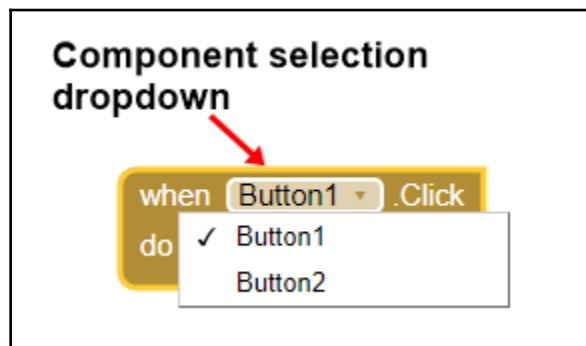 Component selection
dropdown
when Button1 .Click
do
✓ Button1
Button2